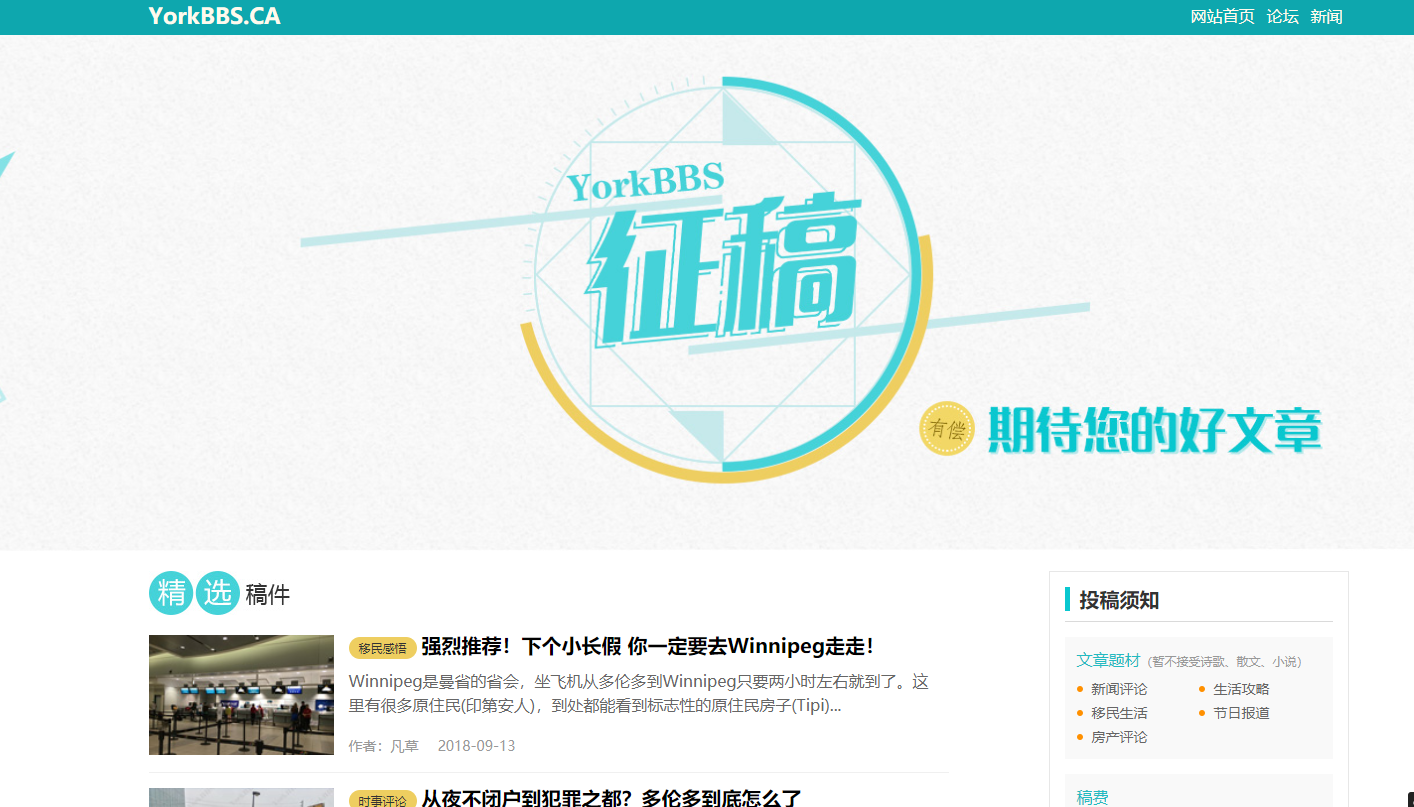 YorkBBS.CA
网站首页 论坛 新闻
YorkBBS
征稿
有偿
期待您的好文章
精选稿件
移民感悟 强烈推荐！下个小长假 你一定要去Winnipeg走走！
Winnipeg是曼省的省会，坐飞机从多伦多到Winnipeg只要两小时左右就到了。这
里有很多原住民(印第安人)，到处都能看到标志性的原住民房子(Tipi)...
作者：凡草 2018-09-13
时事评论 从夜不闭户到犯罪之都？多伦多到底怎么了
投稿须知
文章题材（暂不接受诗歌、散文、小说）
新闻评论 生活攻略
移民生活 节日报道
房产评论
稿费